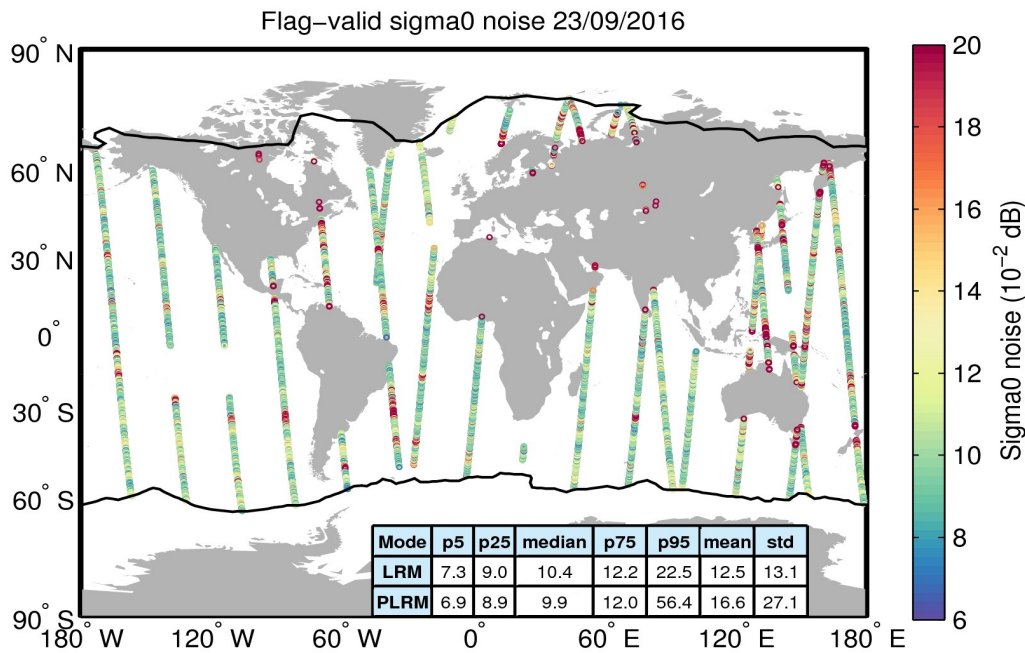 Flag−valid sigma0 noise 23/09/2016
90° N
60° N
30° N
0°
30° S
60° S
90° S
180° W
120° W
60° W
0°
60° E
120° E
180° E
Mode p5 p25 median p75 p95 mean std
LRM 7.3 9.0 10.4 12.2 22.5 12.5 13.1
PLRM 6.9 8.9 9.9 12.0 56.4 16.6 27.1
20
18
16
14
12
10
8
6
Sigma0 noise (10⁻² dB)